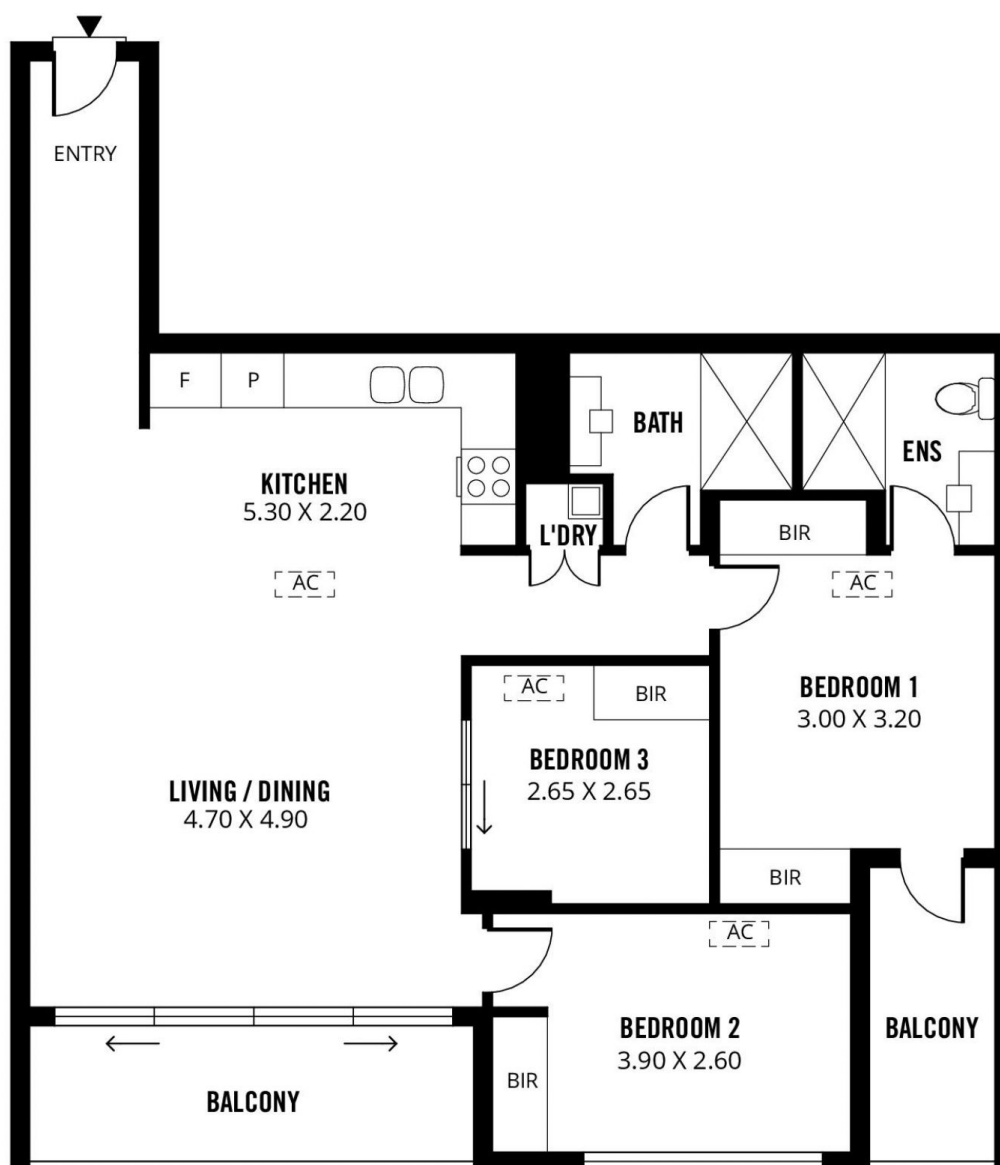 ENTRY
F
P
BATH
ENS
KITCHEN
5.30 X 2.20
L'DRY
BIR
AC
AC
AC
BIR
BEDROOM 1
3.00 X 3.20
BEDROOM 3
2.65 X 2.65
LIVING / DINING
4.70 X 4.90
BIR
AC
BEDROOM 2
3.90 X 2.60
BALCONY
BIR
BALCONY